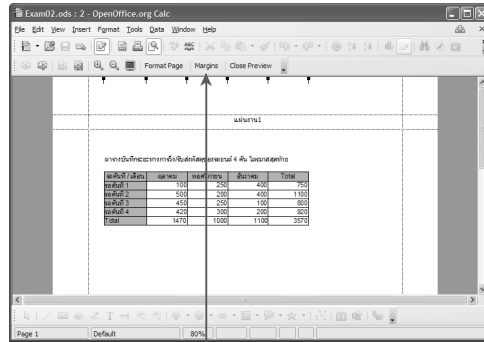 Exam02.ods : 2 - OpenOffice.org Calc
File Edit View Insert Format Tools Data Window Help
Format Page Margins Close Preview
แผ่นงาน1
ตารางบันทึกระยะทางการวิ่งรับส่งพัสดุของรถยนต์ 4 คัน ไตรมาสสุดท้าย
รถคันที่ / เดือน ตุลาคม พฤศจิกายน ธันวาคม Total
รถคันที่ 1 100 250 400 750
รถคันที่ 2 500 200 400 1100
รถคันที่ 3 450 250 100 800
รถคันที่ 4 420 300 200 920
Total 1470 1000 1100 3570
Page 1 Default 80%